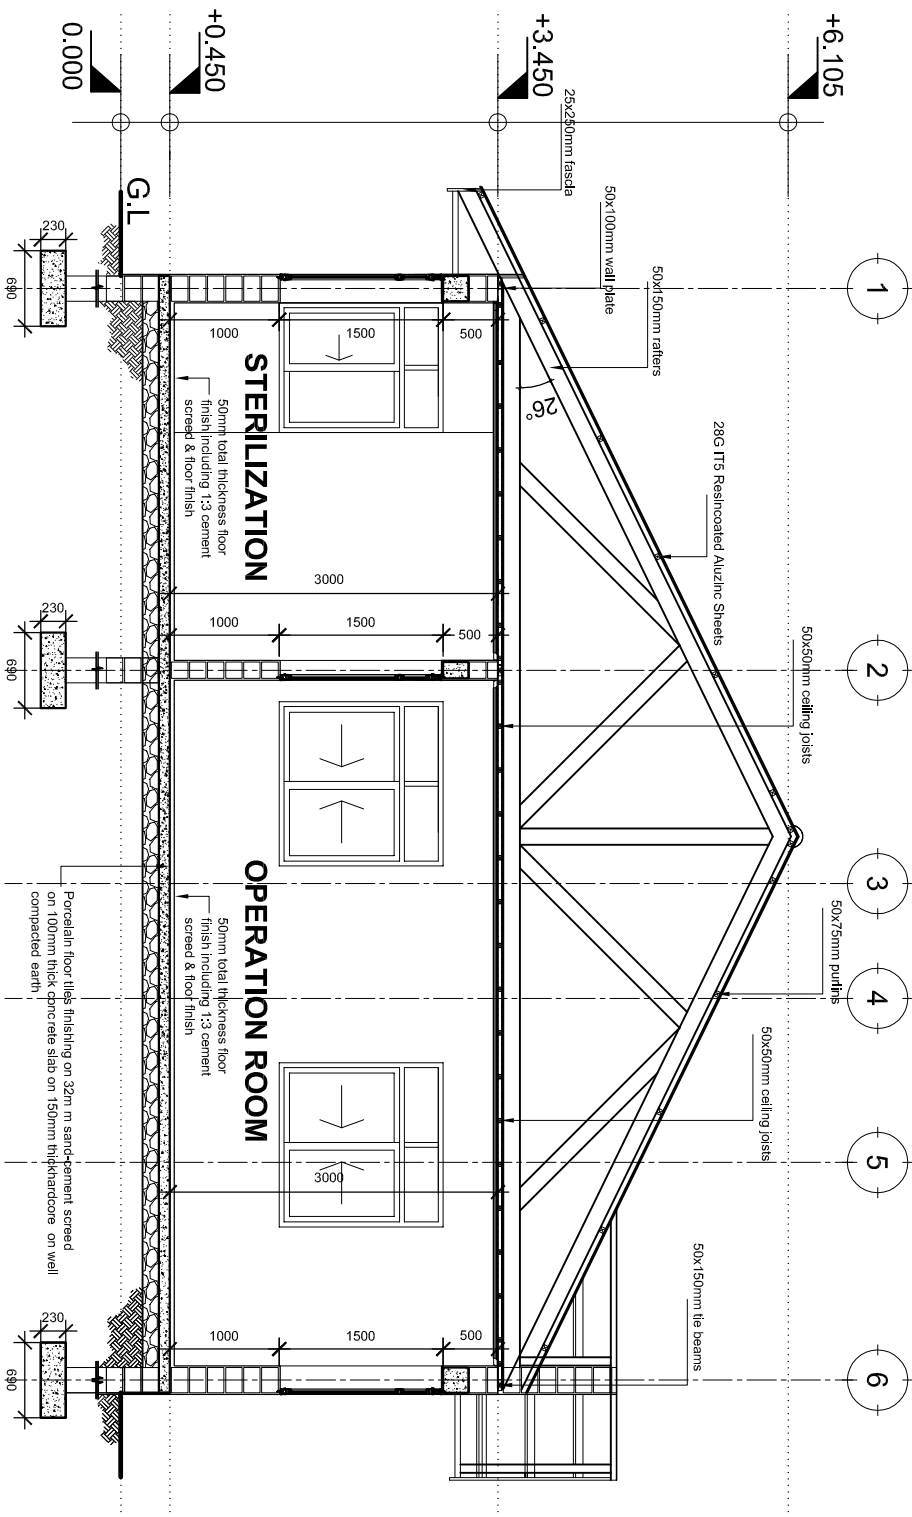 1
2
3
4
5
6
+6.105
+3.450
+0.450
0.000
G.L
25x250mm fascia
50x100mm wall plate
50x150mm rafters
26°
28G IT5 Resincoated Aluzinc Sheets
50x50mm ceiling joists
50x75mm purlins
50x50mm ceiling joists
50x150mm tie beams
500
1500
1000
3000
500
1500
1000
3000
500
1500
1000
STERILIZATION
OPERATION ROOM
50mm total thickness floor
finish including 1:3 cement
screed & floor finish
50mm total thickness floor
finish including 1:3 cement
screed & floor finish
Porcelain floor tiles finishing on 32m m sand-cement screed
on 100mm thick concrete slab on 150mm thickhardcore on well
compacted earth
230
690
230
690
230
690